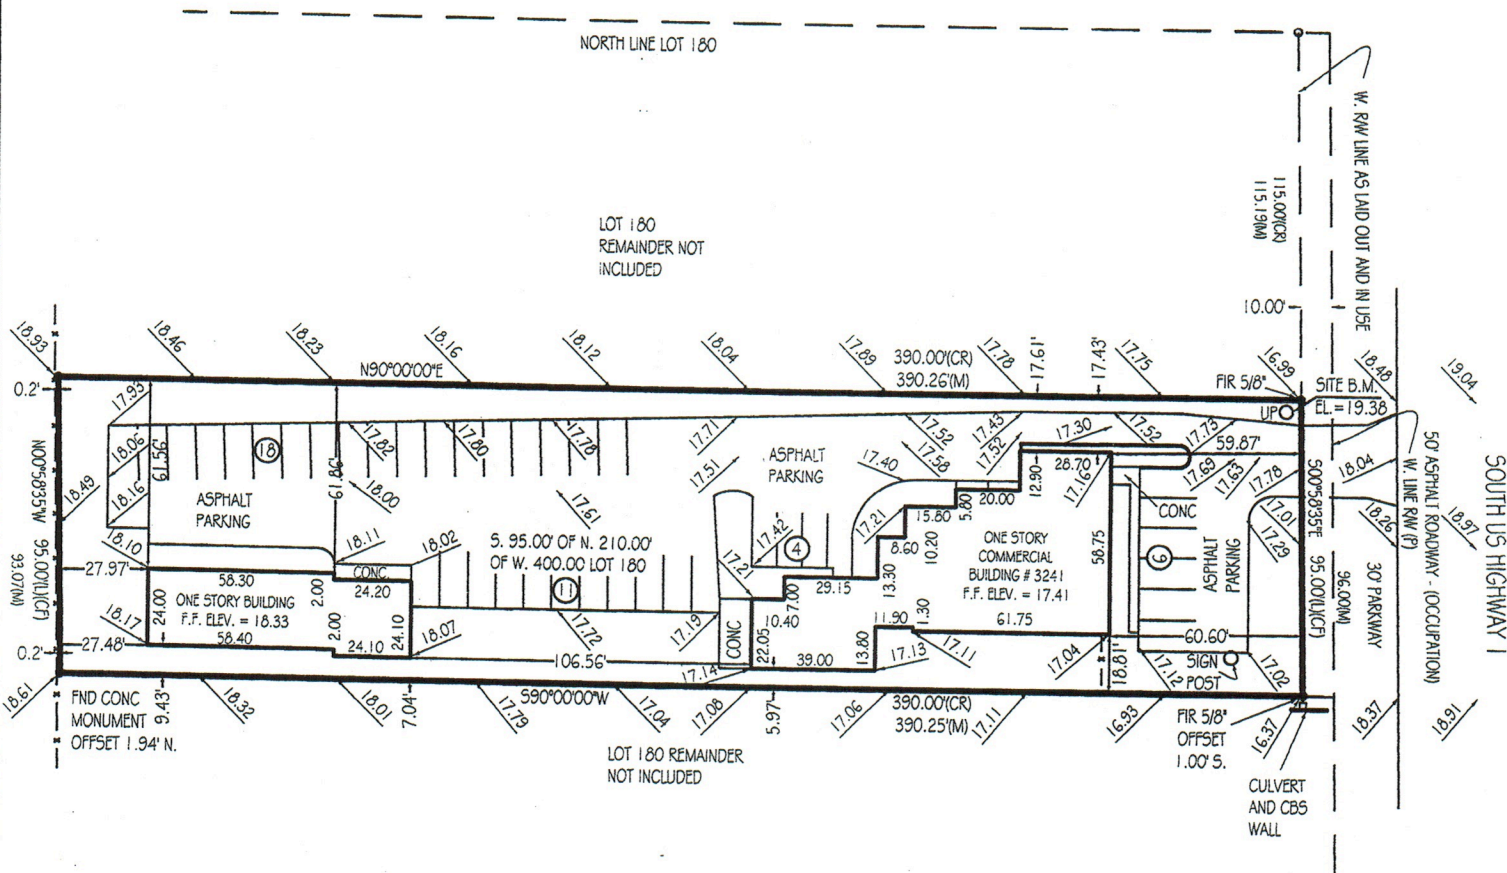 NORTH LINE LOT 180
W. R/W LINE AS LAID OUT AND IN USE
115.00'(CR)
115.19'(M)
LOT 180
REMAINDER NOT
INCLUDED
10.00'
18.93
18.46
18.23
18.16
18.12
18.04
17.89
390.00'(CR)
390.26'(M)
17.78
17.61'
17.43'
17.75
16.99
18.48
19.04
N90°00'00"E
FIR 5/8"
SITE B.M.
EL.=19.38
UP
0.2'
17.93
18.06
61.56'
18
17.82
17.80
17.78
17.71
17.52
17.43
17.30
17.52
17.73
59.87'
61.86'
18.49
18.16
ASPHALT
PARKING
18.00
17.51
ASPHALT
PARKING
17.40
17.58
17.52
12.90
28.70
17.16
17.69
17.63
17.78
18.04
W. LINE R/W (P)
50' ASPHALT ROADWAY - (OCCUPATION)
SOUTH US HIGHWAY 1
N00°58'35"W 95.00'(L)(CF)
93.07'(M)
17.61
17.42
17.21
15.80
5.80
20.00
CONC
17.01
17.29
S00°58'35"E 95.00'(L)(CF)
96.00'(M)
18.26
18.97
30' PARKWAY
18.10
18.11
18.02
S. 95.00' OF N. 210.00'
OF W. 400.00 LOT 180
4
8.60
10.20
ONE STORY
COMMERCIAL
BUILDING # 3241
F.F. ELEV. = 17.41
58.75
6
ASPHALT
PARKING
27.97'
58.30
2.00
CONC.
24.20
11
17.21
7.00
29.15
13.30
24.00
ONE STORY BUILDING
F.F. ELEV. = 18.33
18.17
58.40
2.00
24.10
24.10
18.07
17.72
17.19
CONC
10.40
11.90
1.30
61.75
27.48'
0.2'
106.56'
17.14
22.05
39.00
13.80
17.13
17.11
17.04
18.81'
60.60'
SIGN
POST
17.12
17.02
18.61
FND CONC
MONUMENT
OFFSET 1.94' N.
9.43'
18.32
18.01
7.04'
17.79
S90°00'00"W
17.04
17.08
5.97'
17.06
390.00'(CR)
390.25'(M)
17.11
16.93
FIR 5/8"
OFFSET
1.00' S.
16.37
18.37
18.91
LOT 180 REMAINDER
NOT INCLUDED
CULVERT
AND CBS
WALL